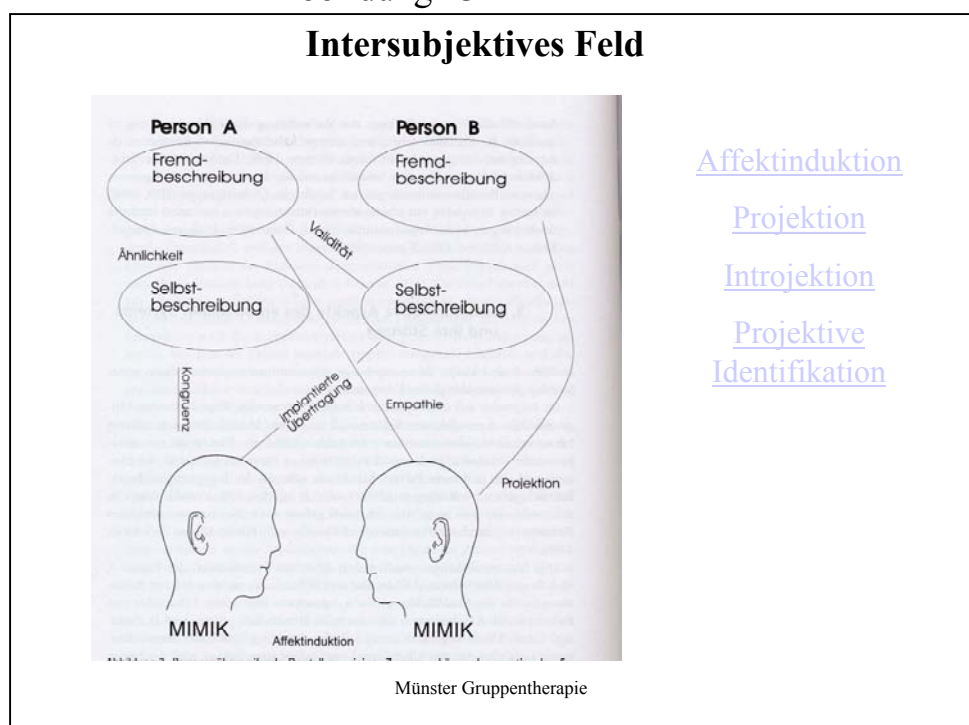 Intersubjektives Feld
Person A
Person B
Fremd-
beschreibung
Fremd-
beschreibung
Validität
Ähnlichkeit
Selbst-
beschreibung
Selbst-
beschreibung
Kongruenz
Implantierte
Übertragung
Empathie
Projektion
MIMIK
MIMIK
Affektinduktion
Affektinduktion
Projektion
Introjektion
Projektive
Identifikation
Münster Gruppentherapie